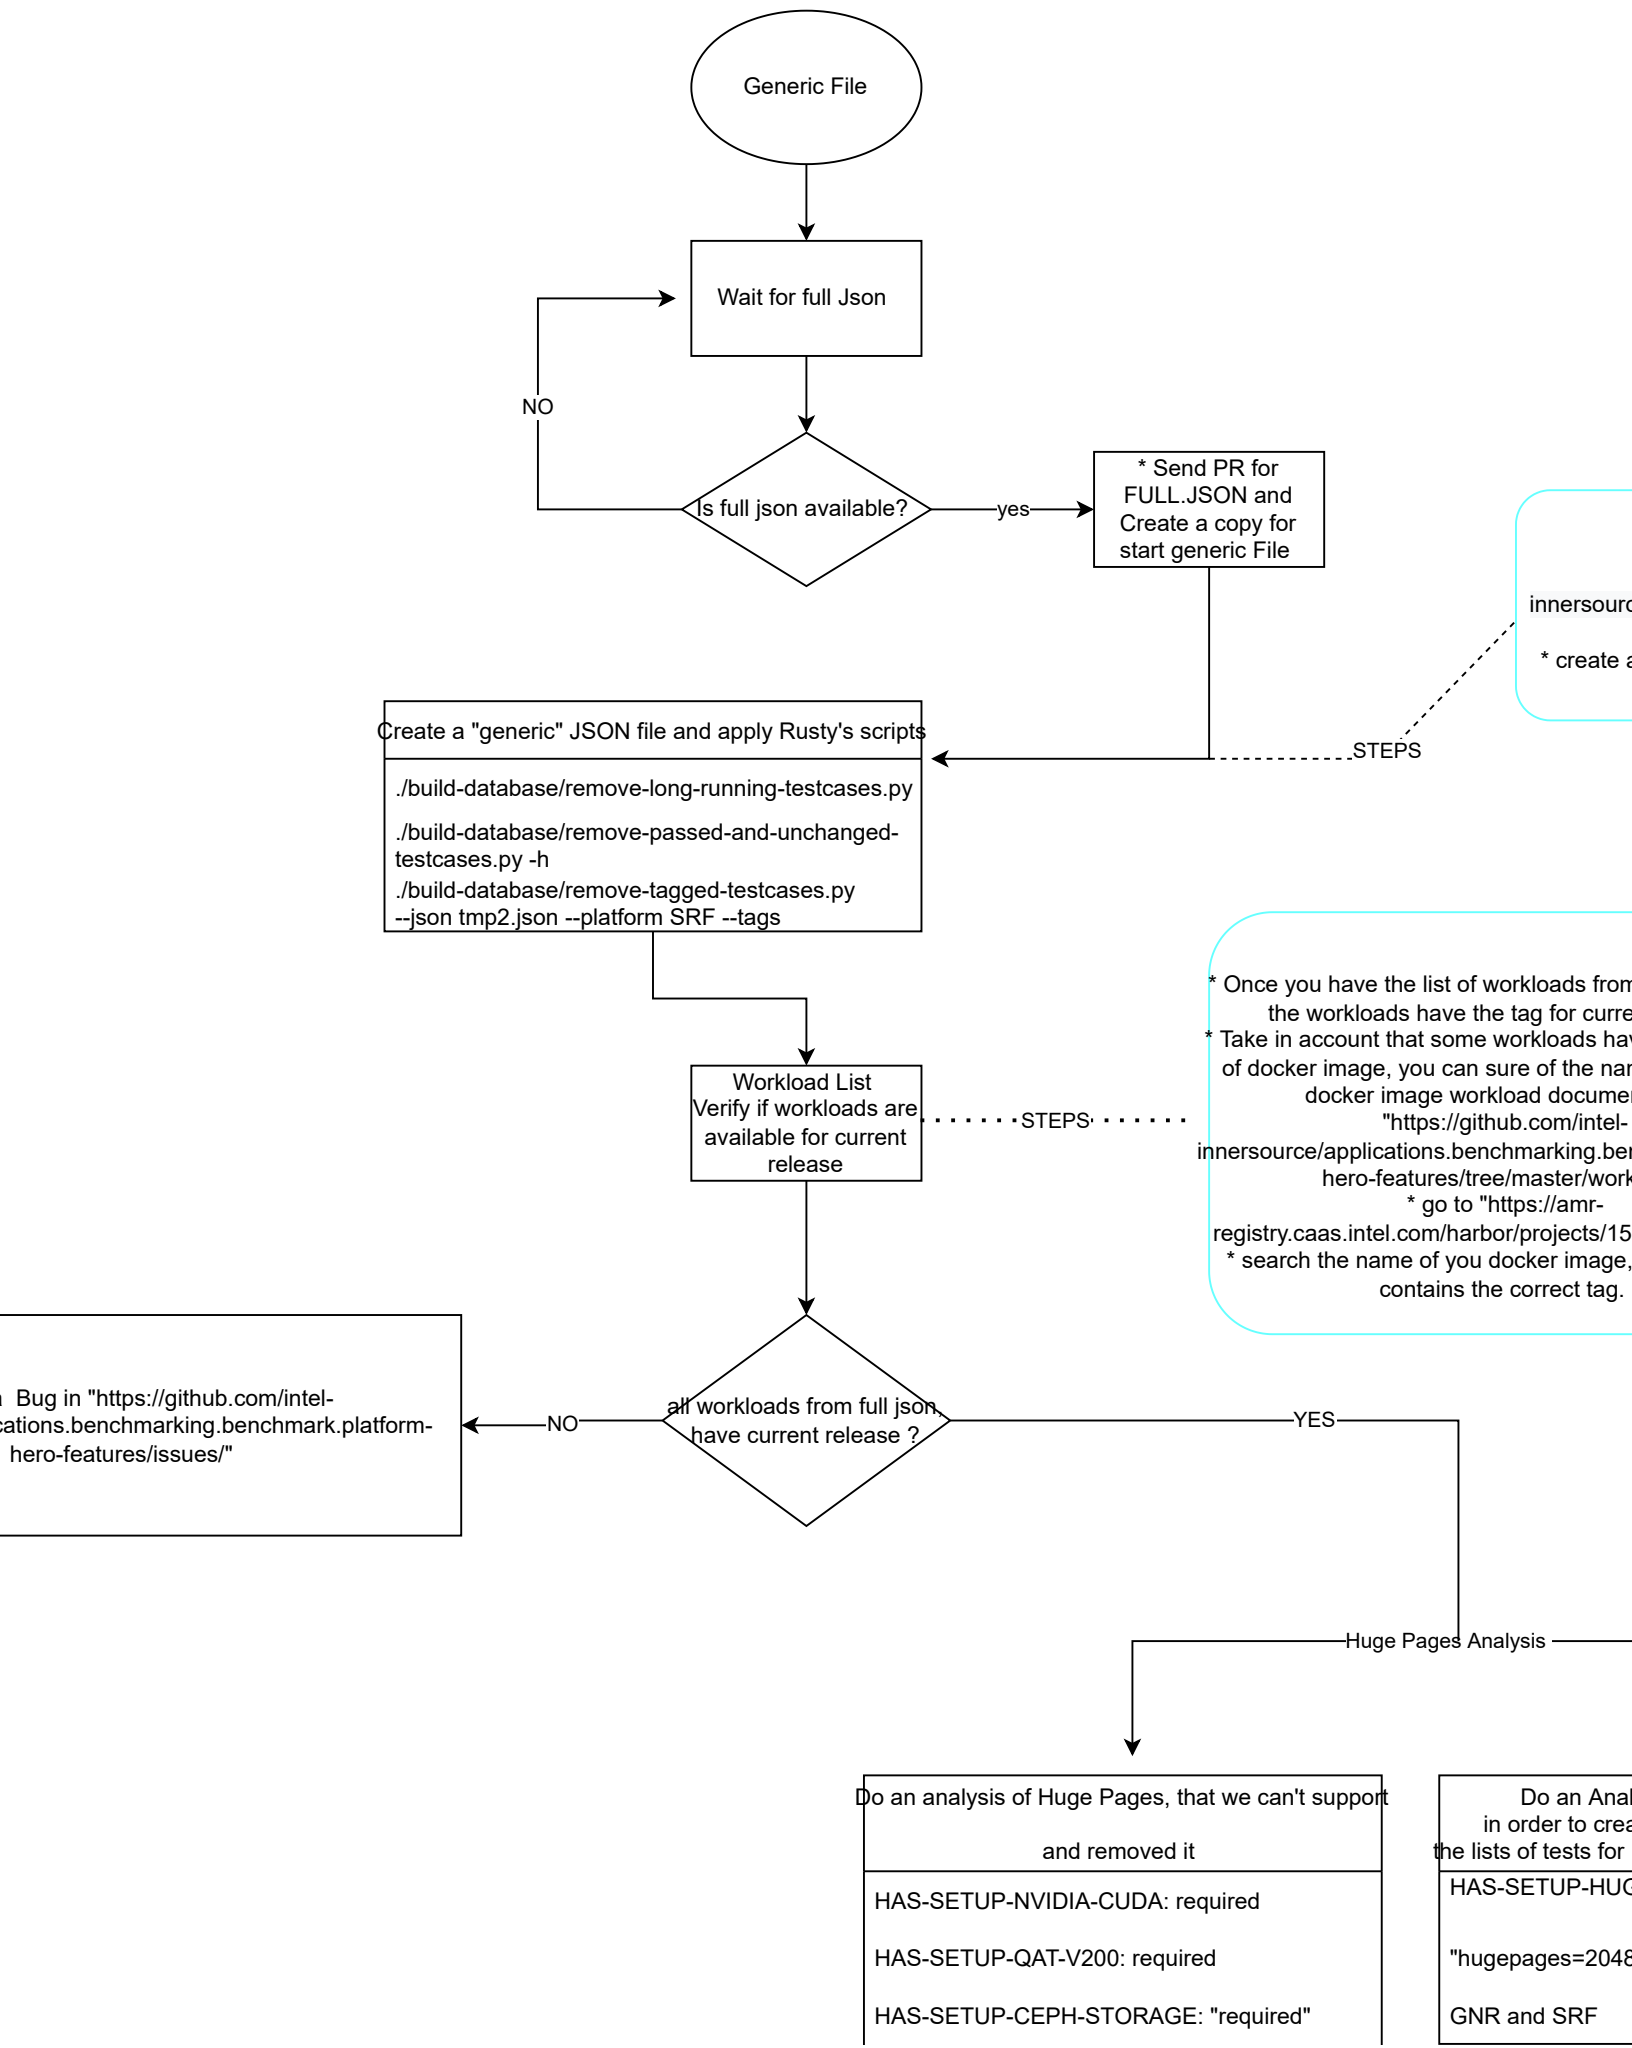 Generic File
Wait for full Json
NO
Is full json available?
yes
* Send PR for
FULL.JSON and
Create a copy for
start generic File
* create a
STEPS
Create a "generic" JSON file and apply Rusty's scripts
./build-database/remove-long-running-testcases.py
./build-database/remove-passed-and-unchanged-
testcases.py -h
./build-database/remove-tagged-testcases.py
--json tmp2.json --platform SRF --tags
* Once you have the list of workloads from
the workloads have the tag for
* Take in account that some workloads
of docker image, you can sure of the
docker image workload
"https://github.com/intel-
innersource/applications.benchmarking.
hero-features/tree/master/
* go to "https://amr-
registry.caas.intel.com/harbor/projects/15
* search the name of you docker image,
contains the correct tag.
Workload List
Verify if workloads are
available for current
release
STEPS
Bug in "https://github.com/intel-
cations.benchmarking.benchmark.platform-
hero-features/issues/"
NO
all workloads from full json,
have current release ?
YES
Huge Pages Analysis
Do an analysis of Huge Pages, that we can't support
and removed it
HAS-SETUP-NVIDIA-CUDA: required
HAS-SETUP-QAT-V200: required
HAS-SETUP-CEPH-STORAGE: "required"
Do an
in order to
the lists of tests for
HAS-SETUP-HUG
"hugepages=2048
GNR and SRF